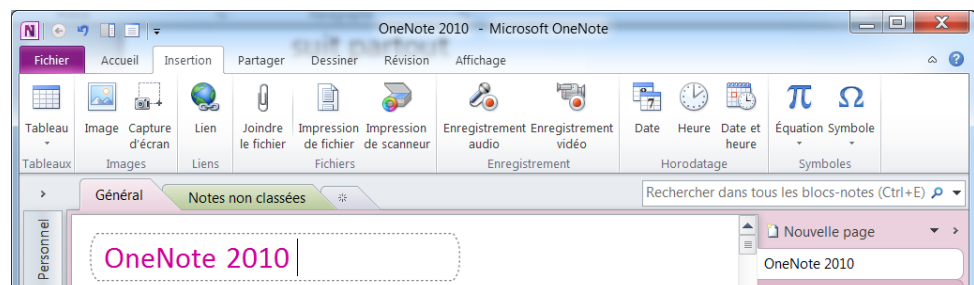 OneNote 2010 - Microsoft OneNote
suit partout
Fichier Accueil Insertion Partager Dessiner Révision Affichage
Tableau Image Capture d'écran Lien Joindre le fichier Impression de fichier Impression de scanneur Enregistrement audio Enregistrement vidéo Date Heure Date et heure Équation Symbole
Tableaux Images Liens Fichiers Enregistrement Horodatage Symboles
Général Notes non classées Rechercher dans tous les blocs-notes (Ctrl+E)
Personnel
Nouvelle page
OneNote 2010
OneNote 2010